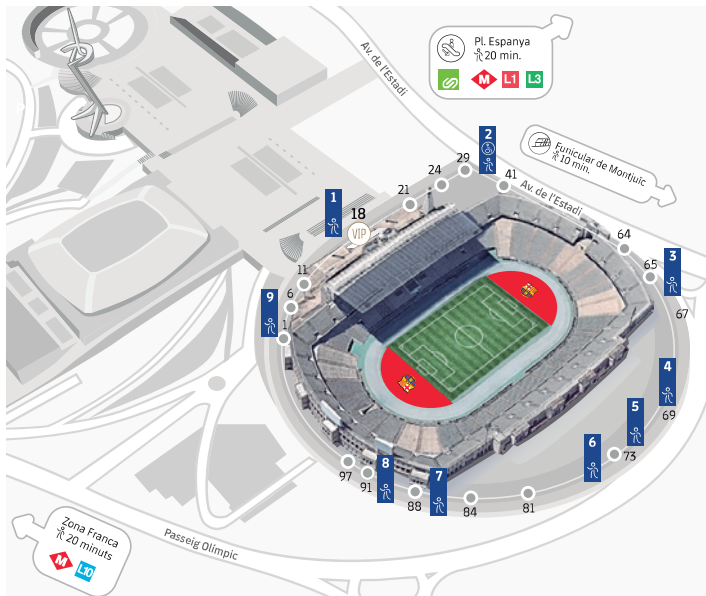 Av. de l'Estadi
Pl. Espanya
20 min.
M
L1
L3
Funicular de Montjuïc
10 min.
2
29
24
41
Av. de l'Estadi
21
1
18
VIP
64
3
65
11
9
6
67
1
4
69
5
6
73
97
91
8
7
88
84
81
Zona Franca
20 minuts
M
L10
Passeig Olímpic